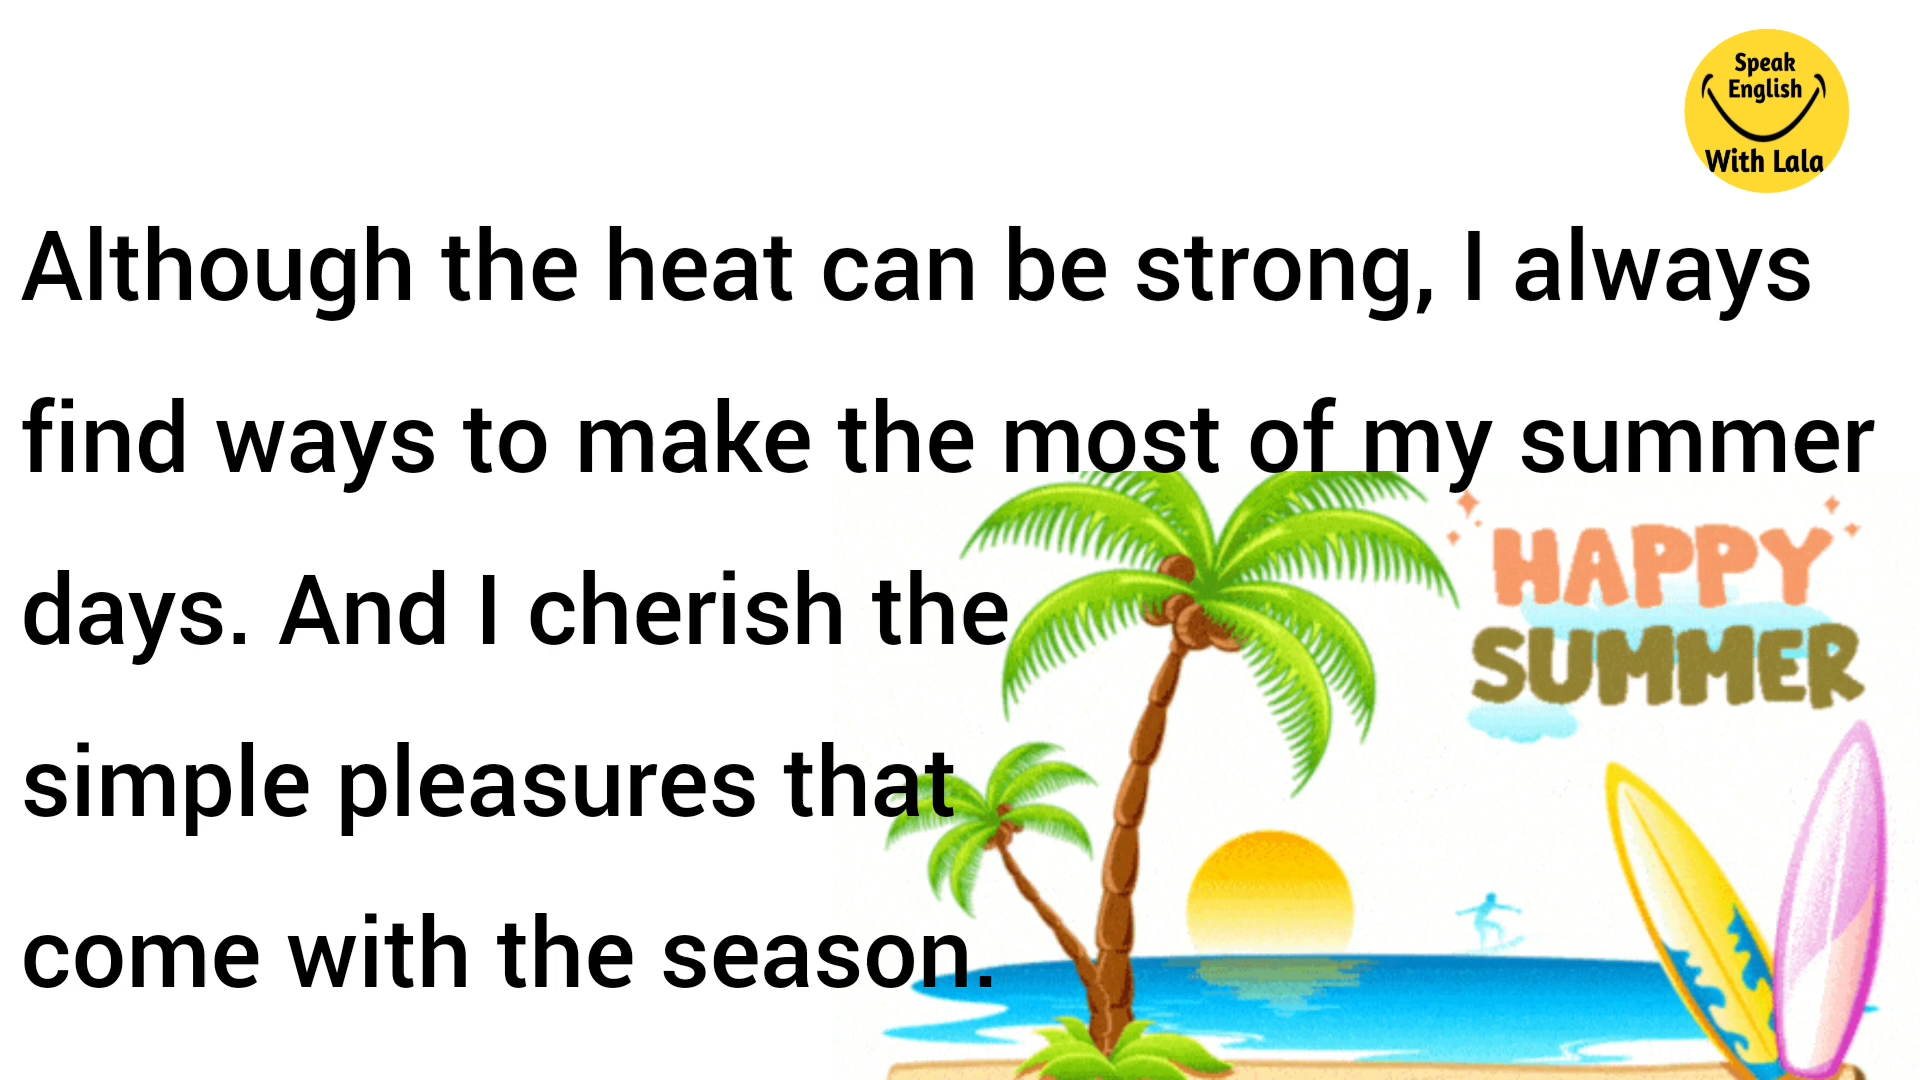 Speak
English
With Lala
Although the heat can be strong, I always
find ways to make the most of my summer
days. And I cherish the
simple pleasures that
come with the season.
HAPPY
SUMMER